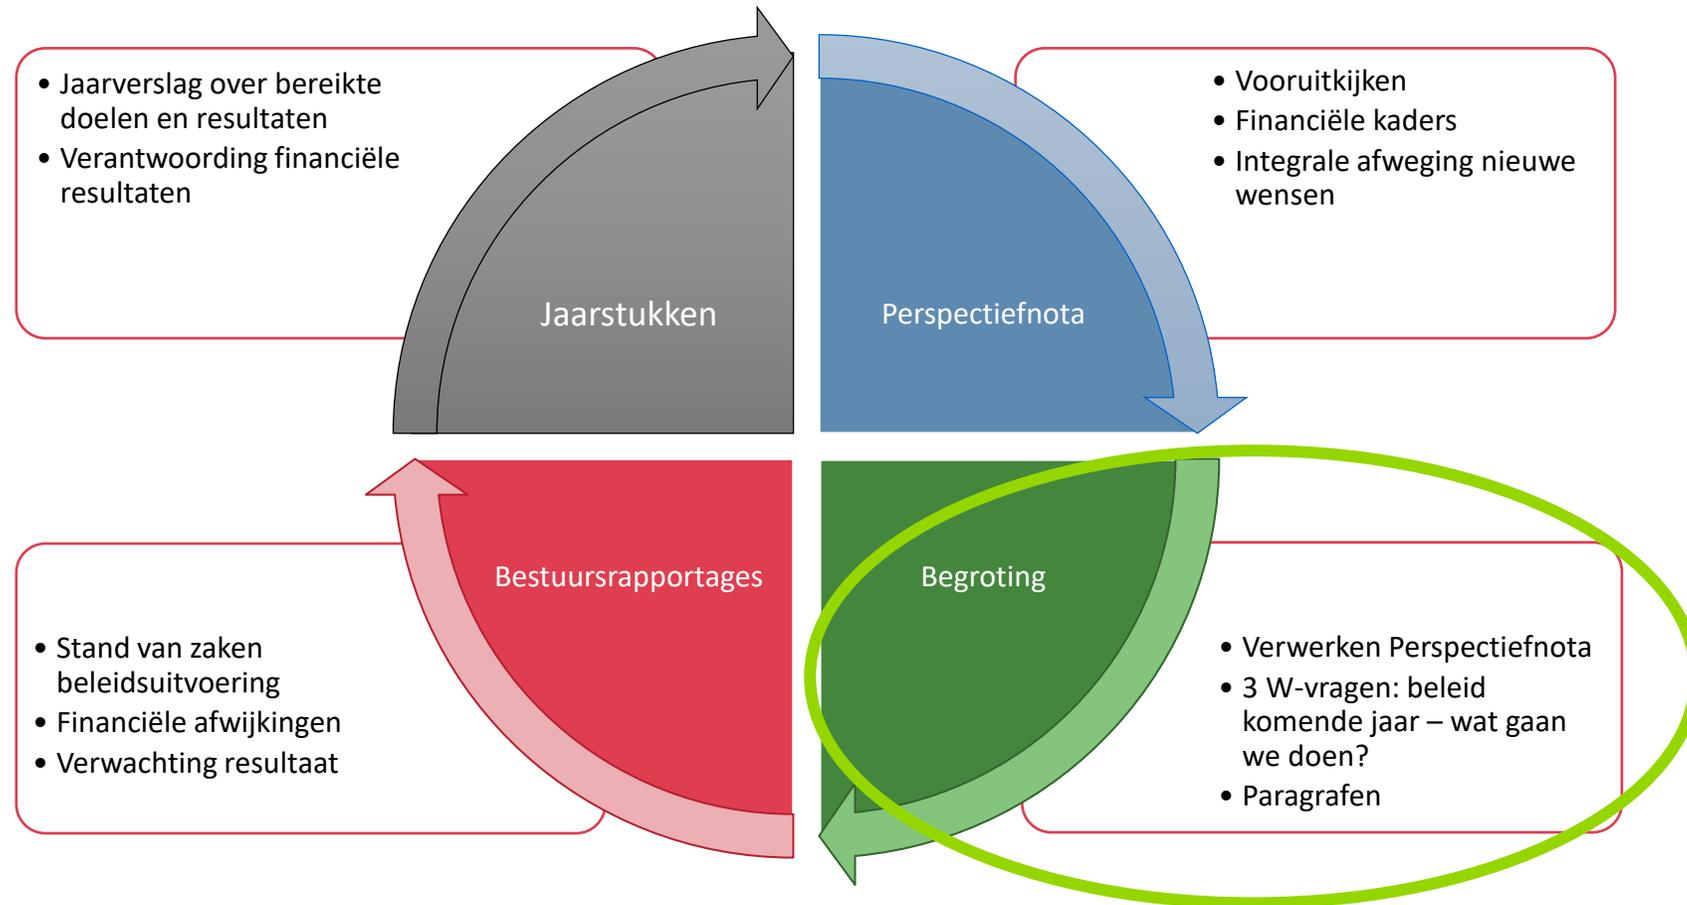 • Jaarverslag over bereikte
doelen en resultaten
• Verantwoording financiële
resultaten
Jaarstukken
Perspectiefnota
• Vooruitkijken
• Financiële kaders
• Integrale afweging nieuwe
wensen
Bestuursrapportages
• Stand van zaken
beleidsuitvoering
• Financiële afwijkingen
• Verwachting resultaat
Begroting
• Verwerken Perspectiefnota
• 3 W-vragen: beleid
komende jaar – wat gaan
we doen?
• Paragrafen